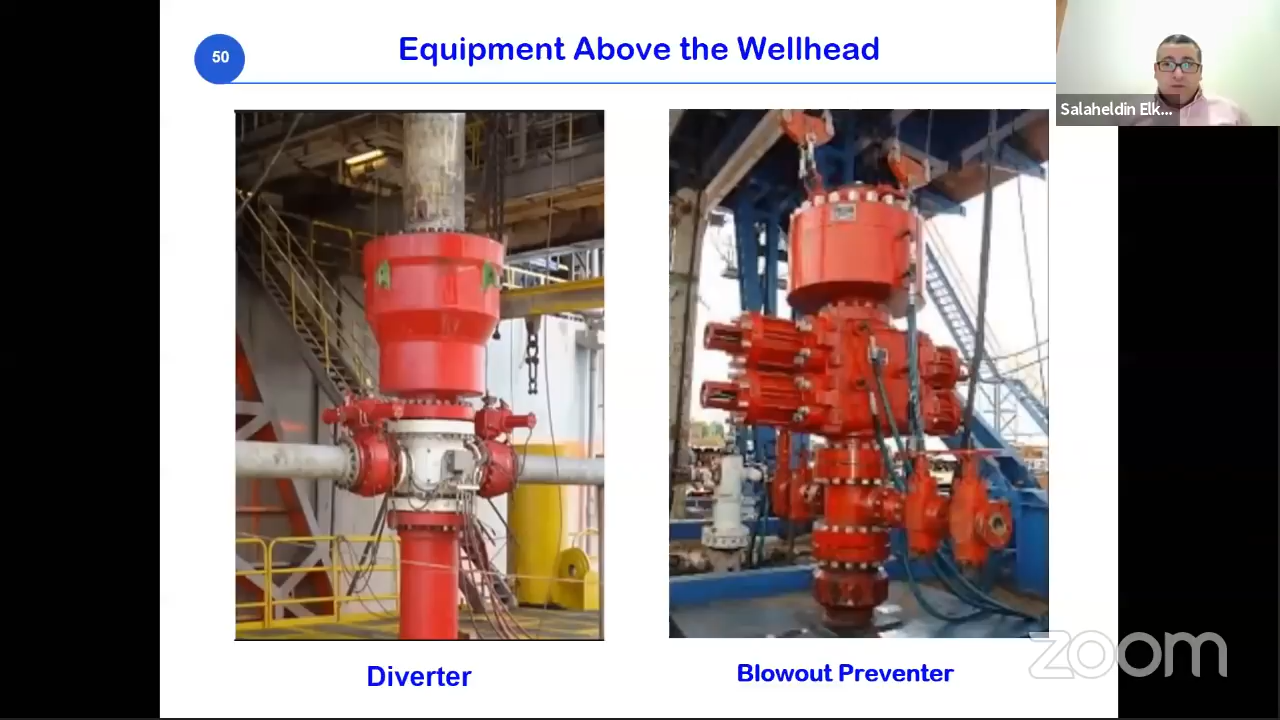 50
Equipment Above the Wellhead
Salaheldin Elk...
Diverter
Blowout Preventer
zoom